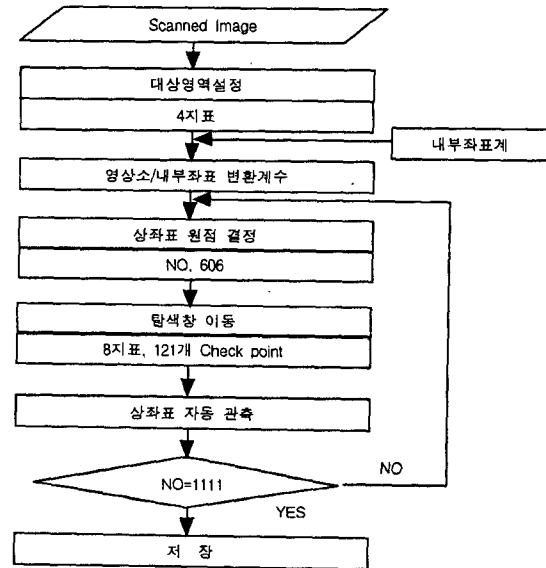 Scanned Image
대상영역설정
4지표
내부좌표계
영상소/내부좌표 변환계수
상좌표 원점 결정
NO. 606
탐색창 이동
8지표, 121개 Check point
상좌표 자동 관측
NO=1111
NO
YES
저 장